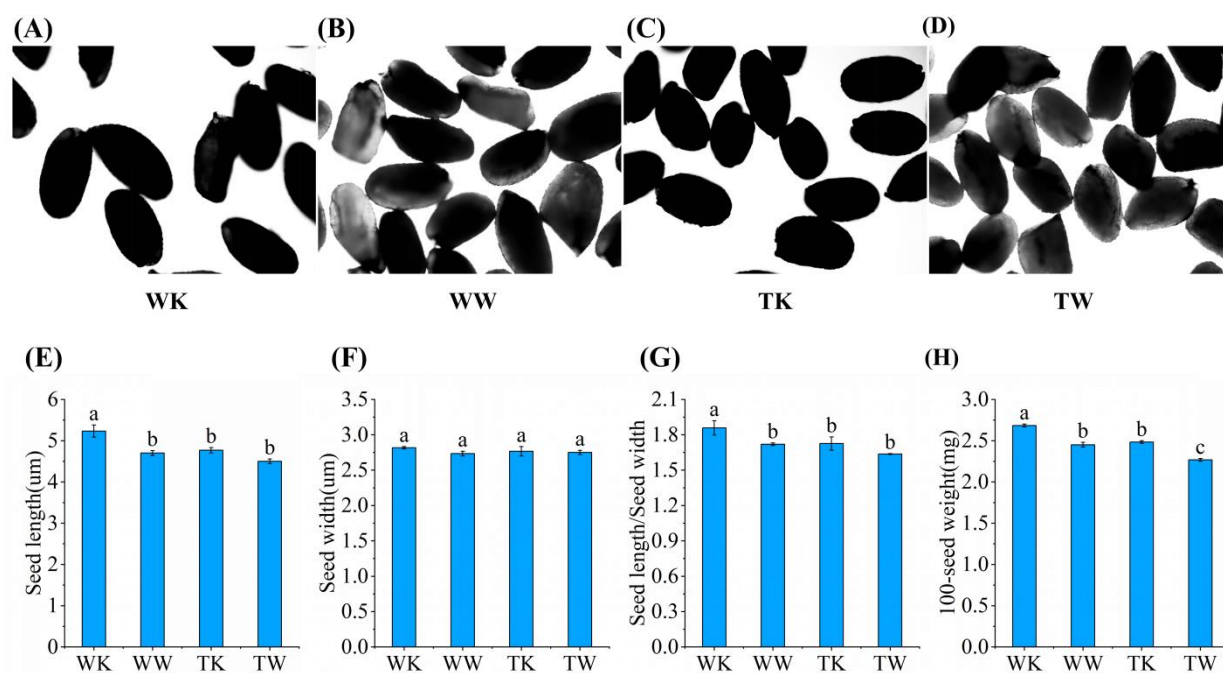 (A) (B) (C) (D)
WK WW TK TW
(E) (F) (G) (H)
Seed length(um)
6
5
4
3
2
1
0
a b b b
WK WW TK TW
Seed width(um)
3.5
3.0
2.5
2.0
1.5
1.0
0.5
0.0
a a a a
WK WW TK TW
Seed length/Seed width
2.1
1.8
1.5
1.2
0.9
0.6
0.3
0.0
a b b b
WK WW TK TW
100-seed weight(mg)
3.0
2.5
2.0
1.5
1.0
0.5
0.0
a b b c
WK WW TK TW